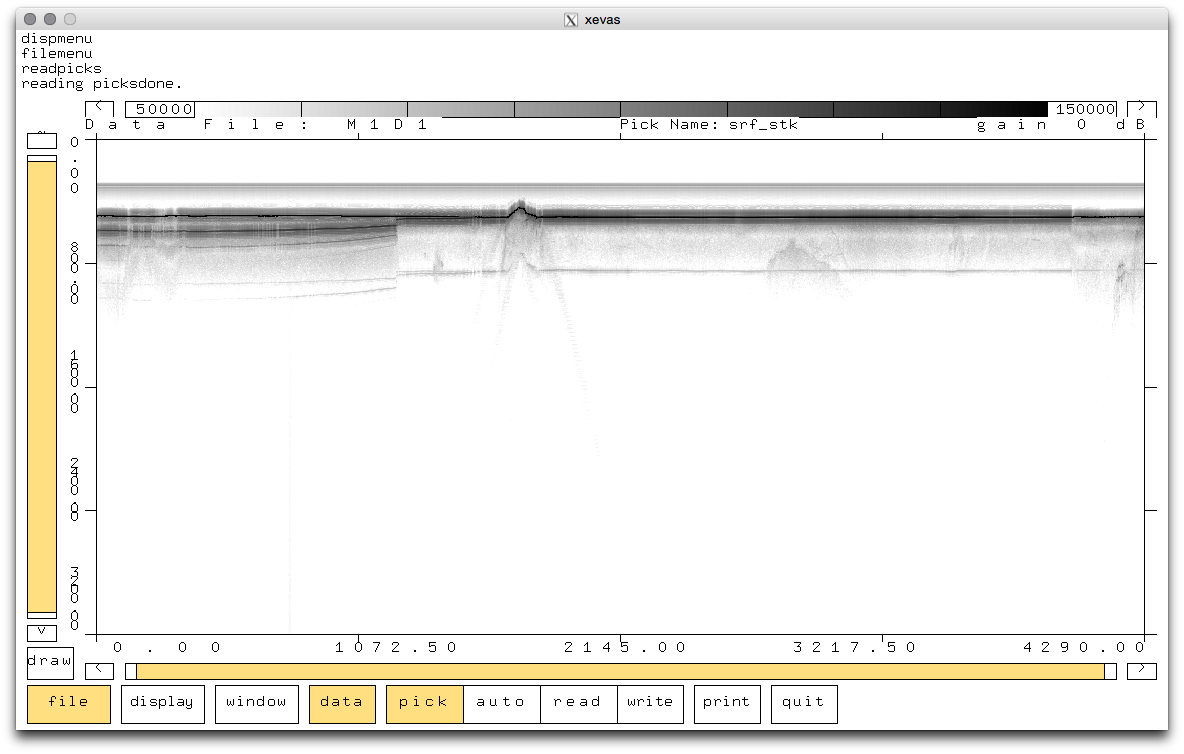 xevas
dispmenu
filemenu
readpicks
reading picksdone.
< 50000 150000 >
Data File: M1D1 Pick Name: srf_stk gain 0 dB
0.00
800.00
1600.00
2400.00
3200.00
0.00 1072.50 2145.00 3217.50 4290.00
draw < >
file display window data pick auto read write print quit